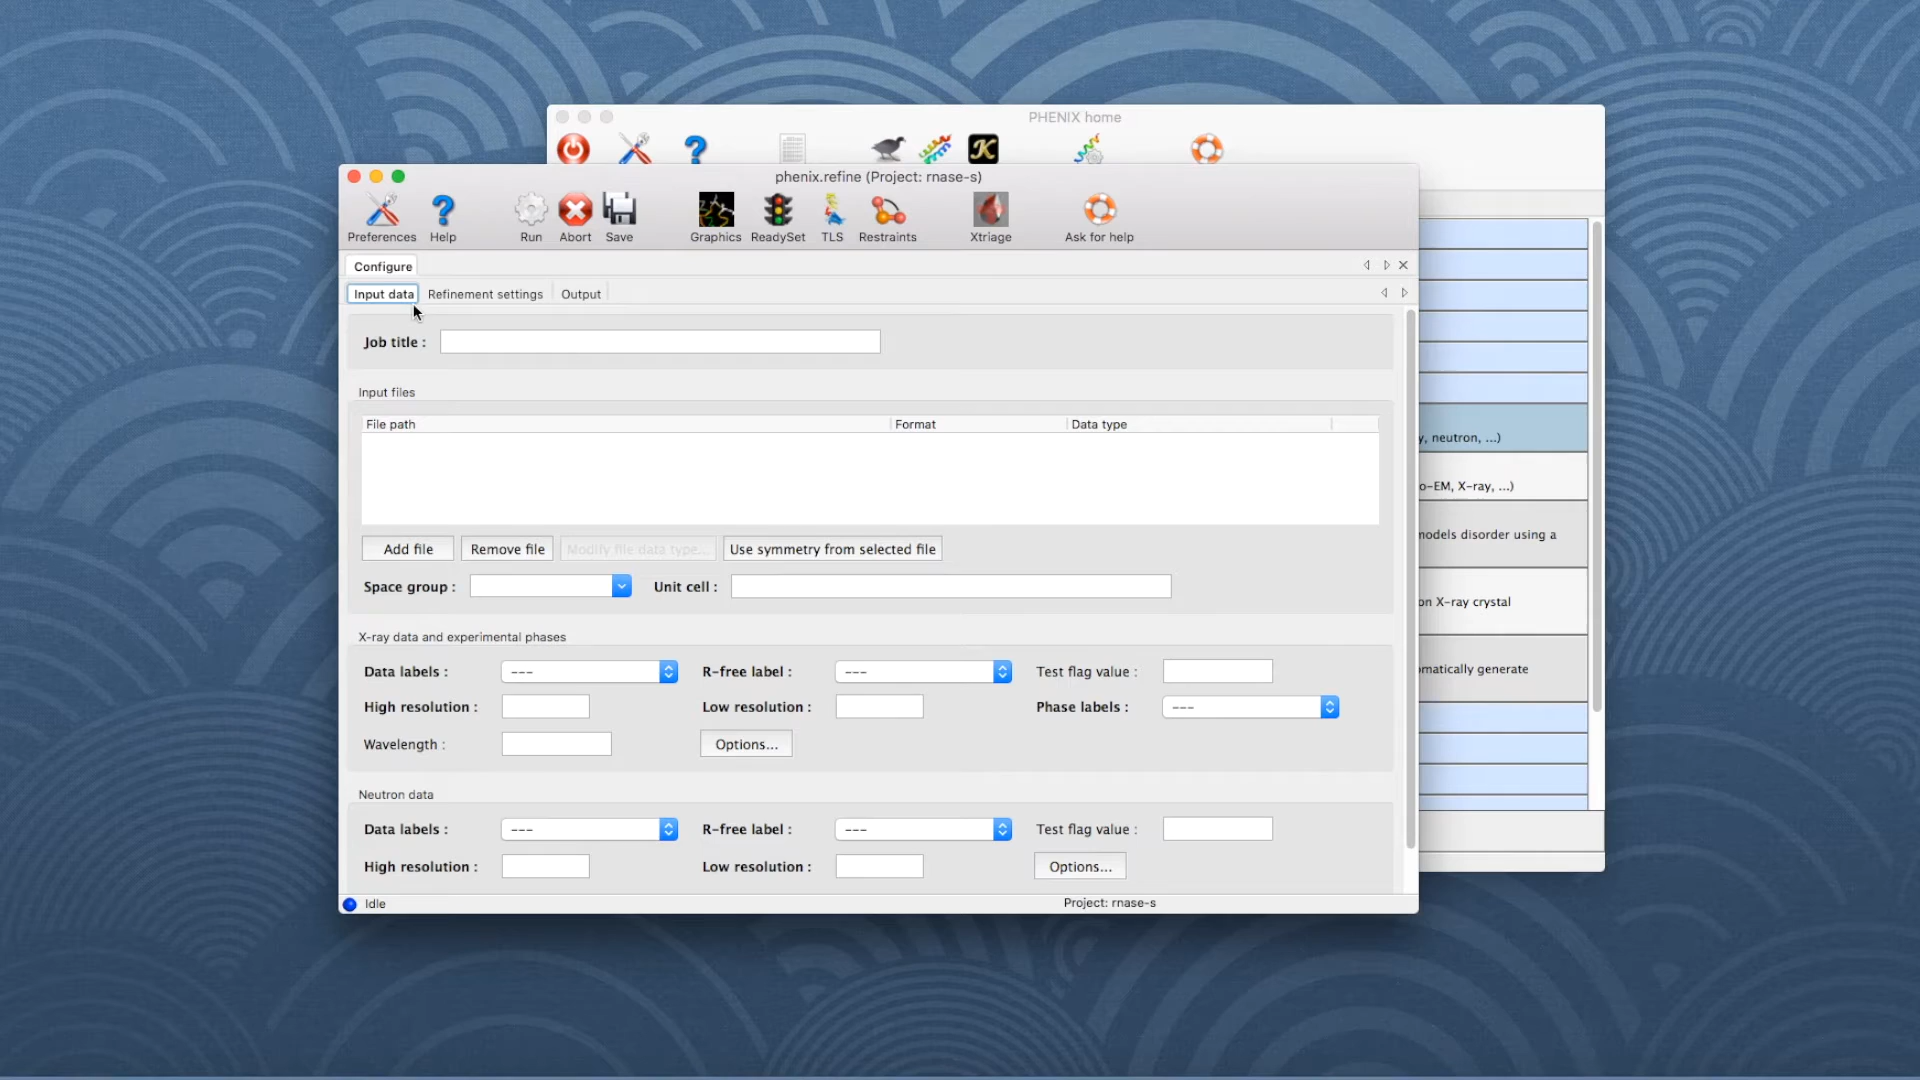 PHENIX home
phenix.refine (Project: rnase-s)
Preferences Help Run Abort Save Graphics ReadySet TLS Restraints Xtriage Ask for help
Configure
Input data Refinement settings Output
Job title :
Input files
File path Format Data type
y, neutron, ...)
o-EM, X-ray, ...)
models disorder using a
Add file Remove file Modify file data type... Use symmetry from selected file
Space group : Unit cell :
on X-ray crystal
X-ray data and experimental phases
Data labels : --- R-free label : --- Test flag value :
matically generate
High resolution : Low resolution : Phase labels : ---
Wavelength : Options...
Neutron data
Data labels : --- R-free label : --- Test flag value :
High resolution : Low resolution : Options...
Idle Project: rnase-s